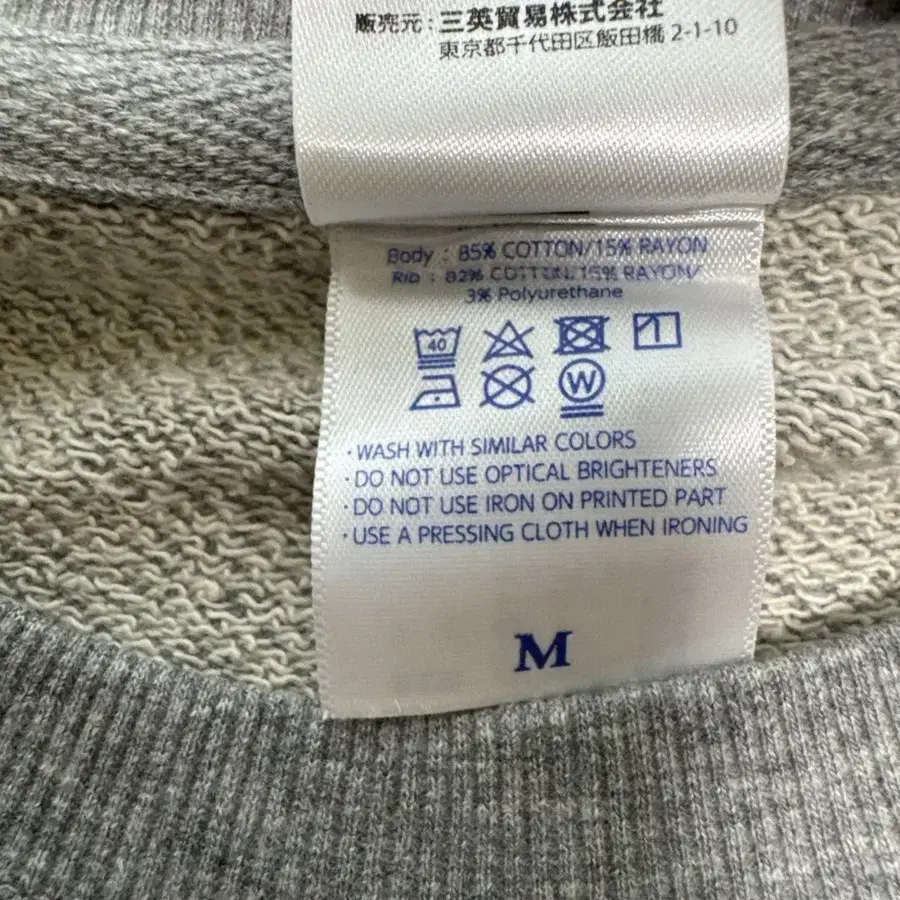 販売元：三英貿易株式会社
東京都千代田区飯田橋 2-1-10
Body : 85% COTTON/15% RAYON
Rib : 82% COTTON/15% RAYON/
3% Polyurethane
40
1
W
·WASH WITH SIMILAR COLORS
·DO NOT USE OPTICAL BRIGHTENERS
·DO NOT USE IRON ON PRINTED PART
·USE A PRESSING CLOTH WHEN IRONING
M